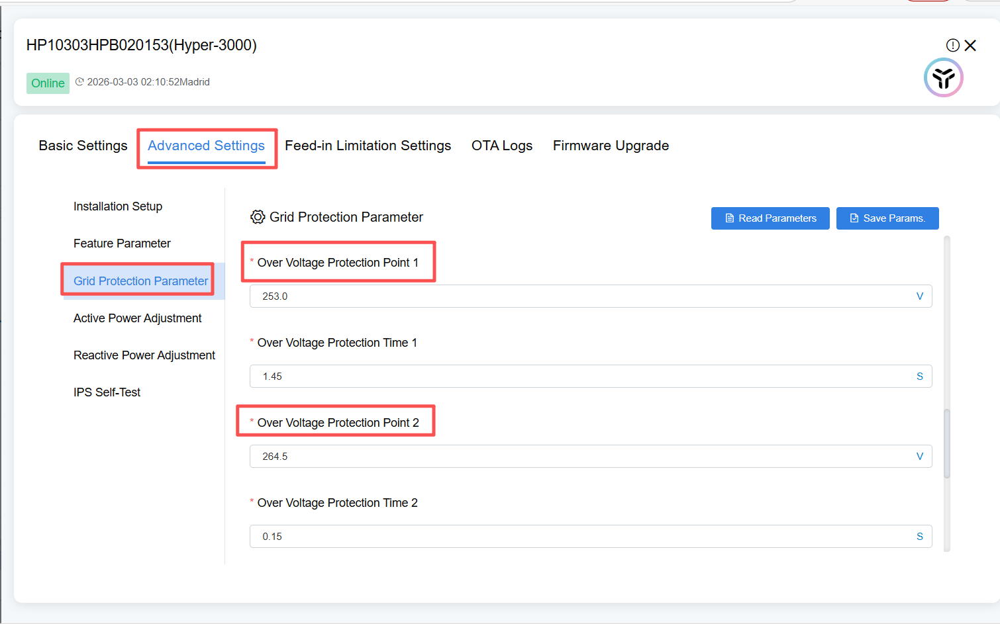 HP10303HPB020153(Hyper-3000)
Online 2026-03-03 02:10:52Madrid
Basic Settings Advanced Settings Feed-in Limitation Settings OTA Logs Firmware Upgrade
Installation Setup
Feature Parameter
Grid Protection Parameter
Active Power Adjustment
Reactive Power Adjustment
IPS Self-Test
Grid Protection Parameter
Read Parameters
Save Params.
* Over Voltage Protection Point 1
253.0 V
* Over Voltage Protection Time 1
1.45 S
* Over Voltage Protection Point 2
264.5 V
* Over Voltage Protection Time 2
0.15 S